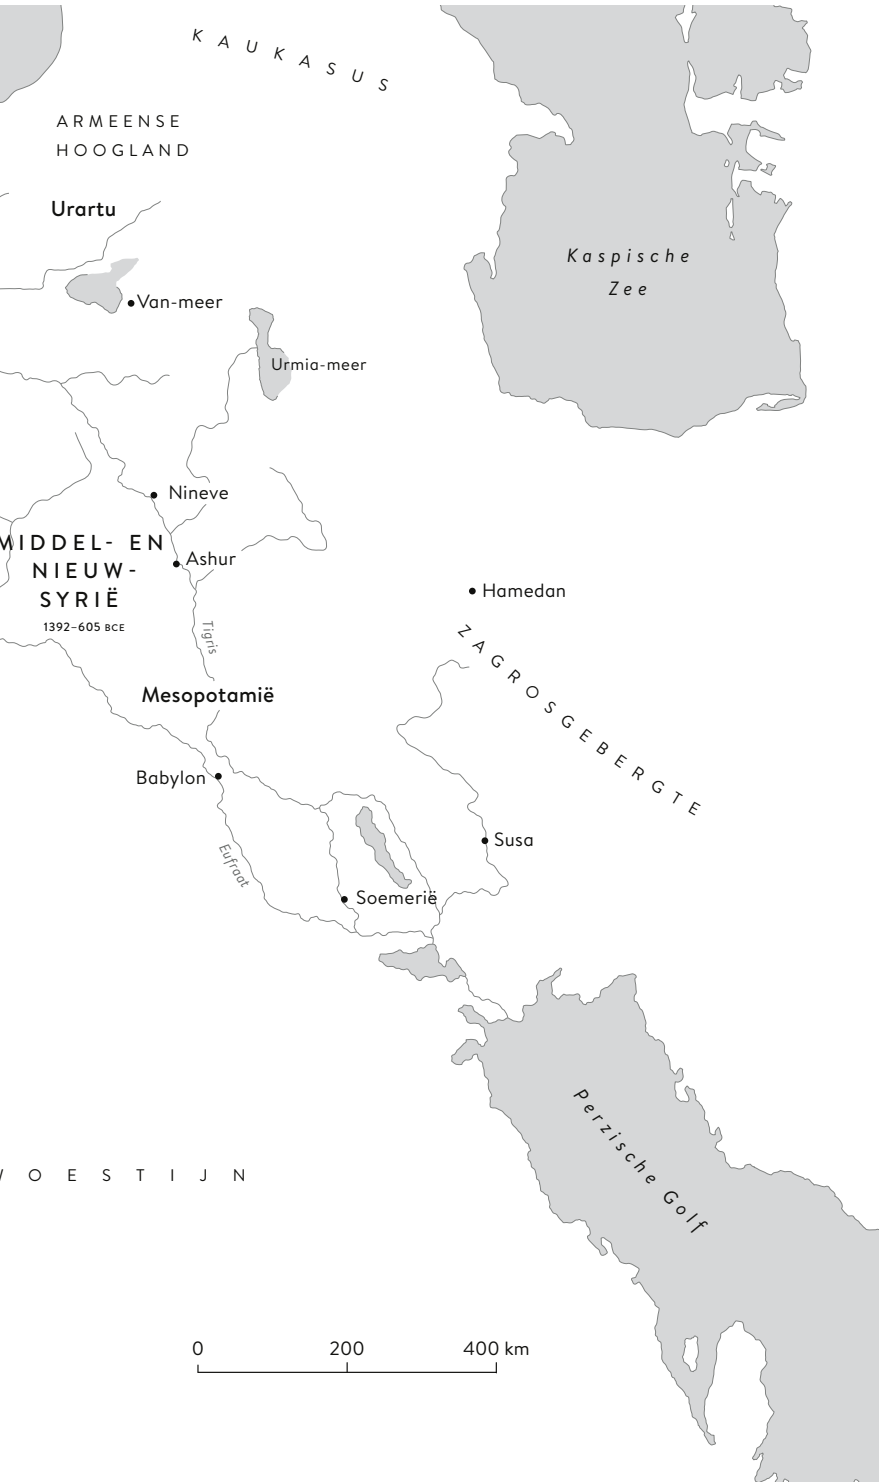 KAUKASUS
ARMEENSE
HOOGLAND
Urartu
Kaspische
Zee
Van-meer
Urmia-meer
Nineve
MIDDEL- EN
NIEUW-
SYRIË
1392–605 BCE
Ashur
Hamedan
Tigris
ZAGROSGEBERGTE
Mesopotamië
Babylon
Susa
Eufraat
Soemerië
Perzische Golf
WOESTIJN
0 200 400 km